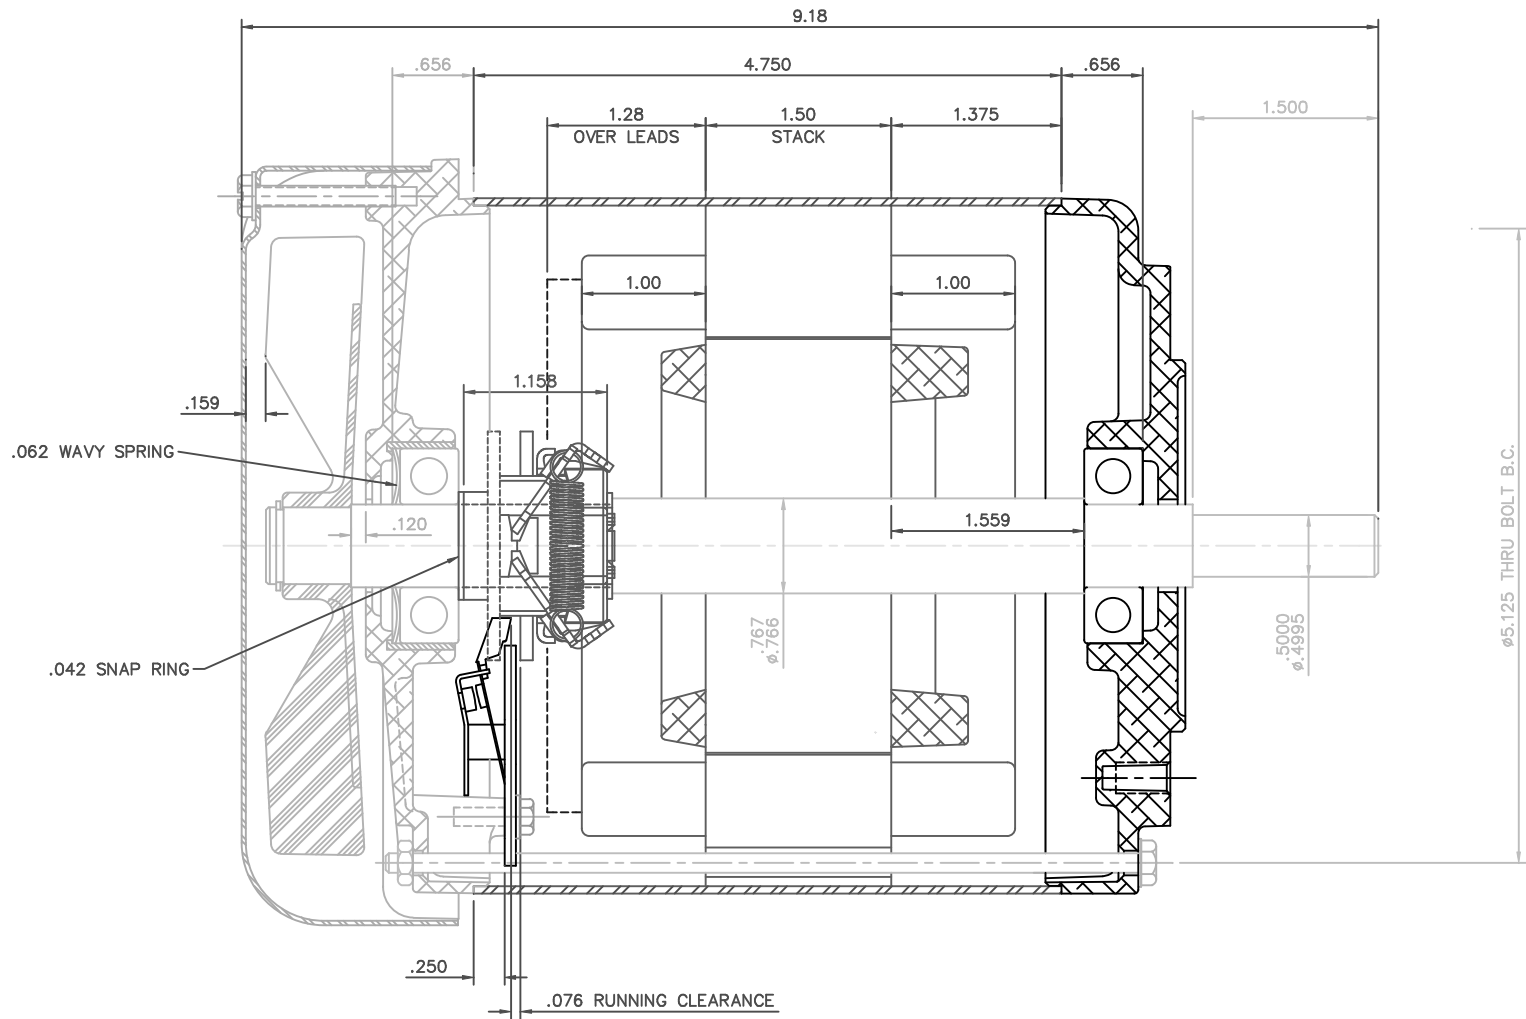 9.18
.656
4.750
.656
1.28
OVER LEADS
1.50
STACK
1.375
1.500
1.00
1.00
1.158
.159
.062 WAVY SPRING
.120
1.559
ø5.125 THRU BOLT B.C.
.767
ø.766
.5000
ø.4995
.042 SNAP RING
.250
.076 RUNNING CLEARANCE